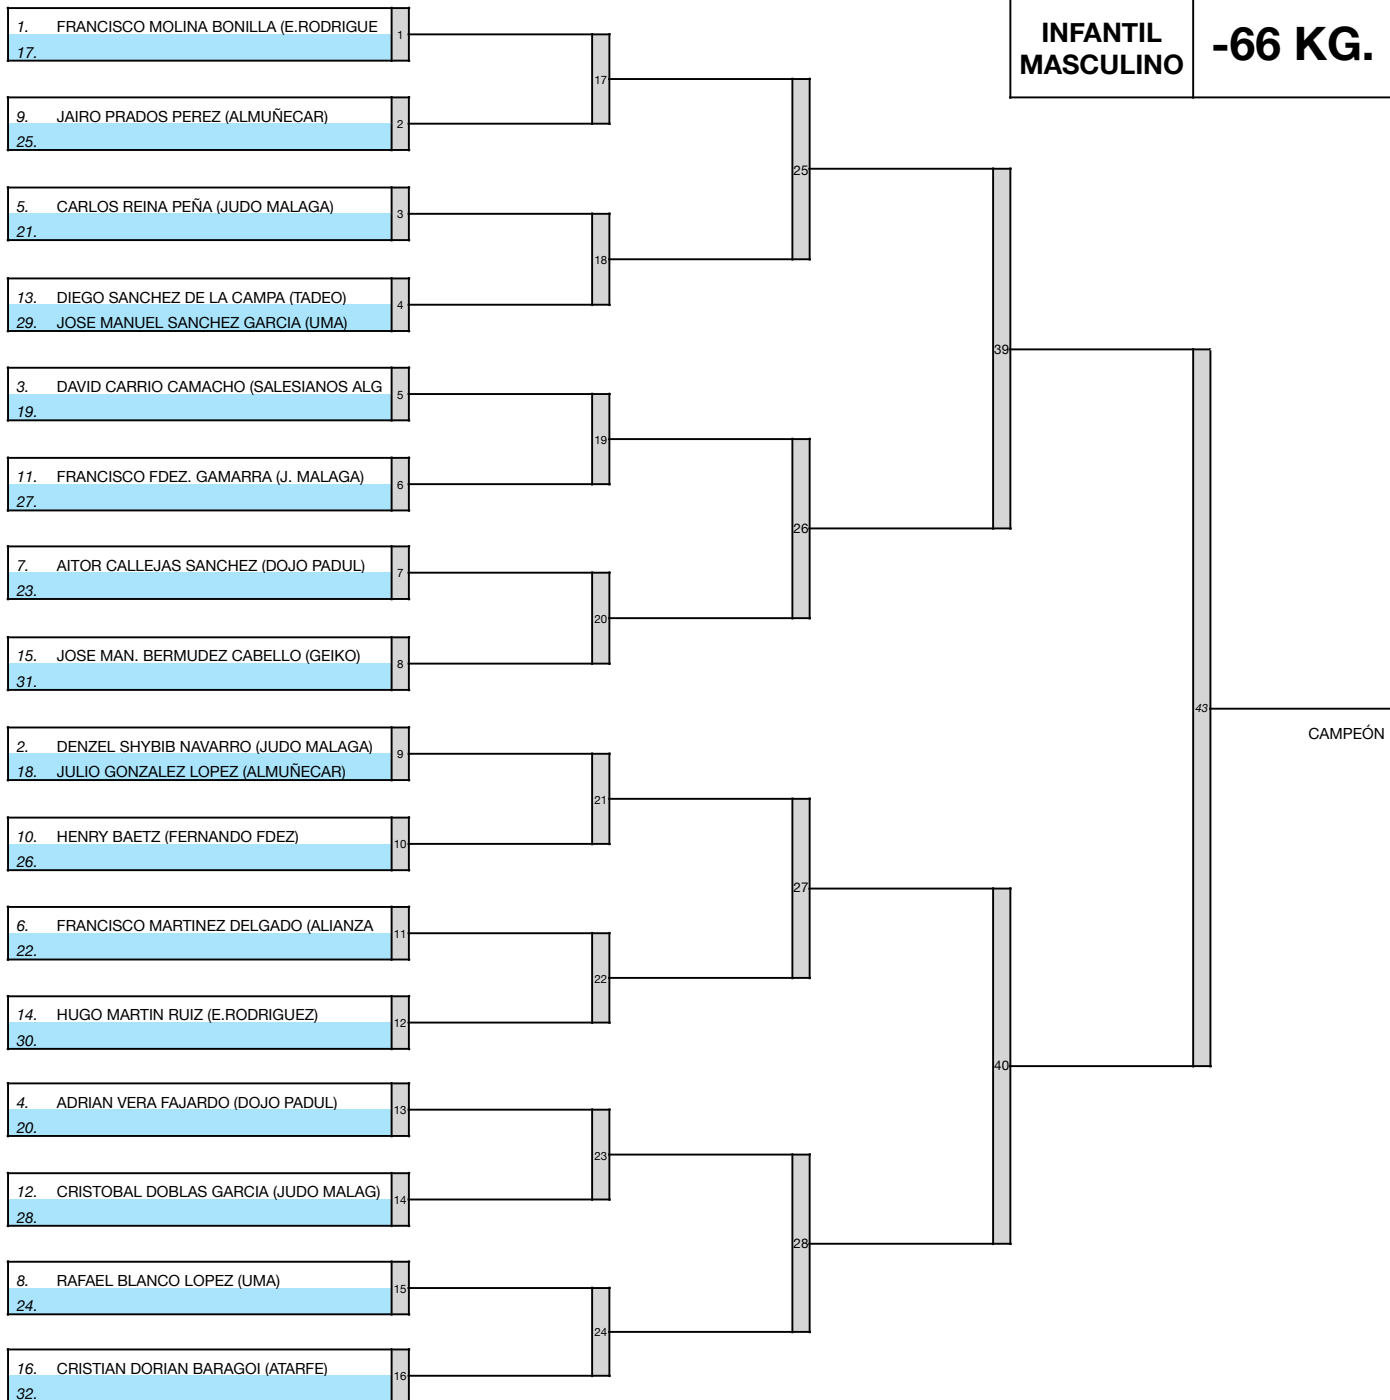 INFANTIL
MASCULINO
-66 KG.
1. FRANCISCO MOLINA BONILLA (E.RODRIGUE
17.
1
9. JAIRO PRADOS PEREZ (ALMUÑECAR)
25.
2
5. CARLOS REINA PEÑA (JUDO MALAGA)
21.
3
13. DIEGO SANCHEZ DE LA CAMPA (TADEO)
29. JOSE MANUEL SANCHEZ GARCIA (UMA)
4
3. DAVID CARRIO CAMACHO (SALESIANOS ALG
19.
5
11. FRANCISCO FDEZ. GAMARRA (J. MALAGA)
27.
6
7. AITOR CALLEJAS SANCHEZ (DOJO PADUL)
23.
7
15. JOSE MAN. BERMUDEZ CABELLO (GEIKO)
31.
8
2. DENZEL SHYBIB NAVARRO (JUDO MALAGA)
18. JULIO GONZALEZ LOPEZ (ALMUÑECAR)
9
10. HENRY BAETZ (FERNANDO FDEZ)
26.
10
6. FRANCISCO MARTINEZ DELGADO (ALIANZA
22.
11
14. HUGO MARTIN RUIZ (E.RODRIGUEZ)
30.
12
4. ADRIAN VERA FAJARDO (DOJO PADUL)
20.
13
12. CRISTOBAL DOBLAS GARCIA (JUDO MALAG)
28.
14
8. RAFAEL BLANCO LOPEZ (UMA)
24.
15
16. CRISTIAN DORIAN BARAGOI (ATARFE)
32.
16
17
18
19
20
21
22
23
24
25
26
27
28
39
40
43
CAMPEÓN